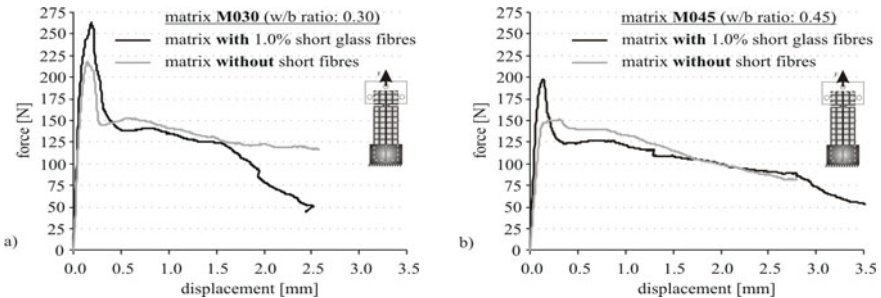 matrix M030 (w/b ratio: 0.30)
matrix with 1.0% short glass fibres
matrix without short fibres
275
250
225
200
175
150
125
100
75
50
25
0
force [N]
0.0 0.5 1.0 1.5 2.0 2.5 3.0 3.5
displacement [mm]
a)
matrix M045 (w/b ratio: 0.45)
matrix with 1.0% short glass fibres
matrix without short fibres
275
250
225
200
175
150
125
100
75
50
25
0
force [N]
0.0 0.5 1.0 1.5 2.0 2.5 3.0 3.5
displacement [mm]
b)